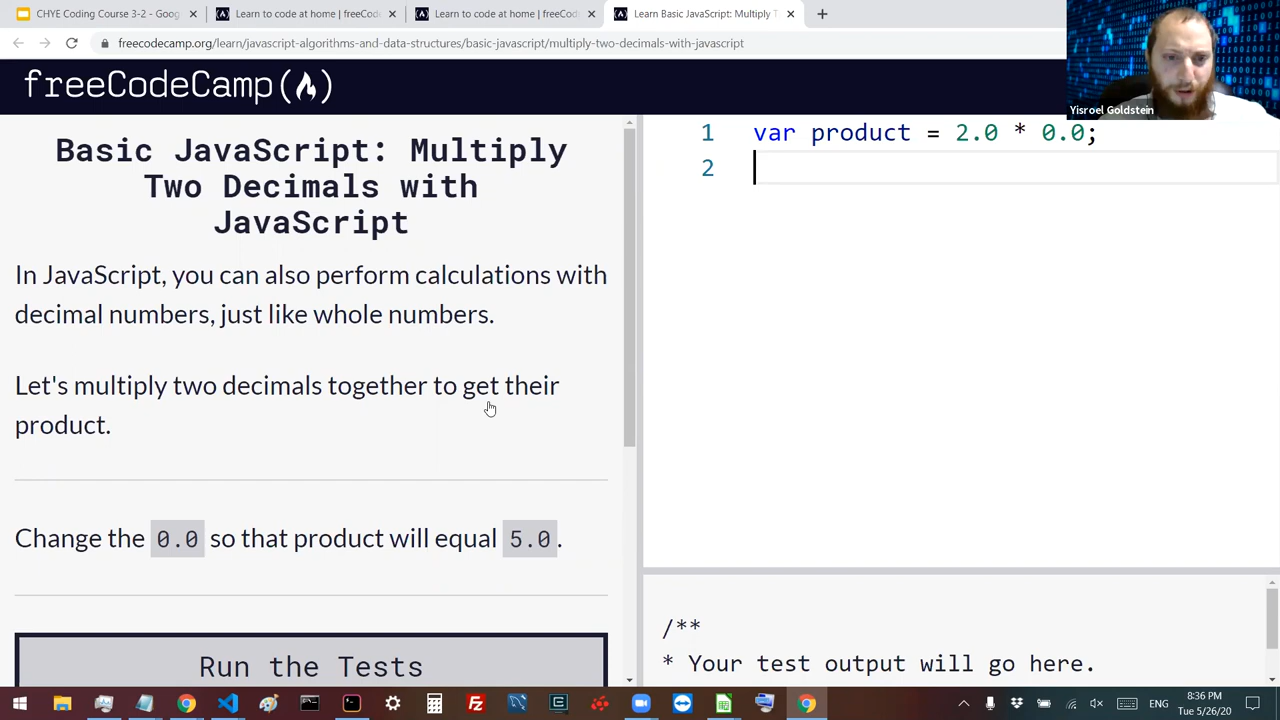 CHYE Coding Course 3-2 - Goog
Learn to code at home | freeCod
Learn to code at home | freeCod
Learn Basic JavaScript: Multiply T
freecodecamp.org/learn/javascript-algorithms-and-data-structures/basic-javascript/multiply-two-decimals-with-javascript
freeCodeCamp
Yisroel Goldstein
Basic JavaScript: Multiply
Two Decimals with
JavaScript
In JavaScript, you can also perform calculations with
decimal numbers, just like whole numbers.
Let's multiply two decimals together to get their
product.
Change the 0.0 so that product will equal 5.0.
Run the Tests
1 var product = 2.0 * 0.0;
2
/**
* Your test output will go here.
ENG
8:36 PM
Tue 5/26/20